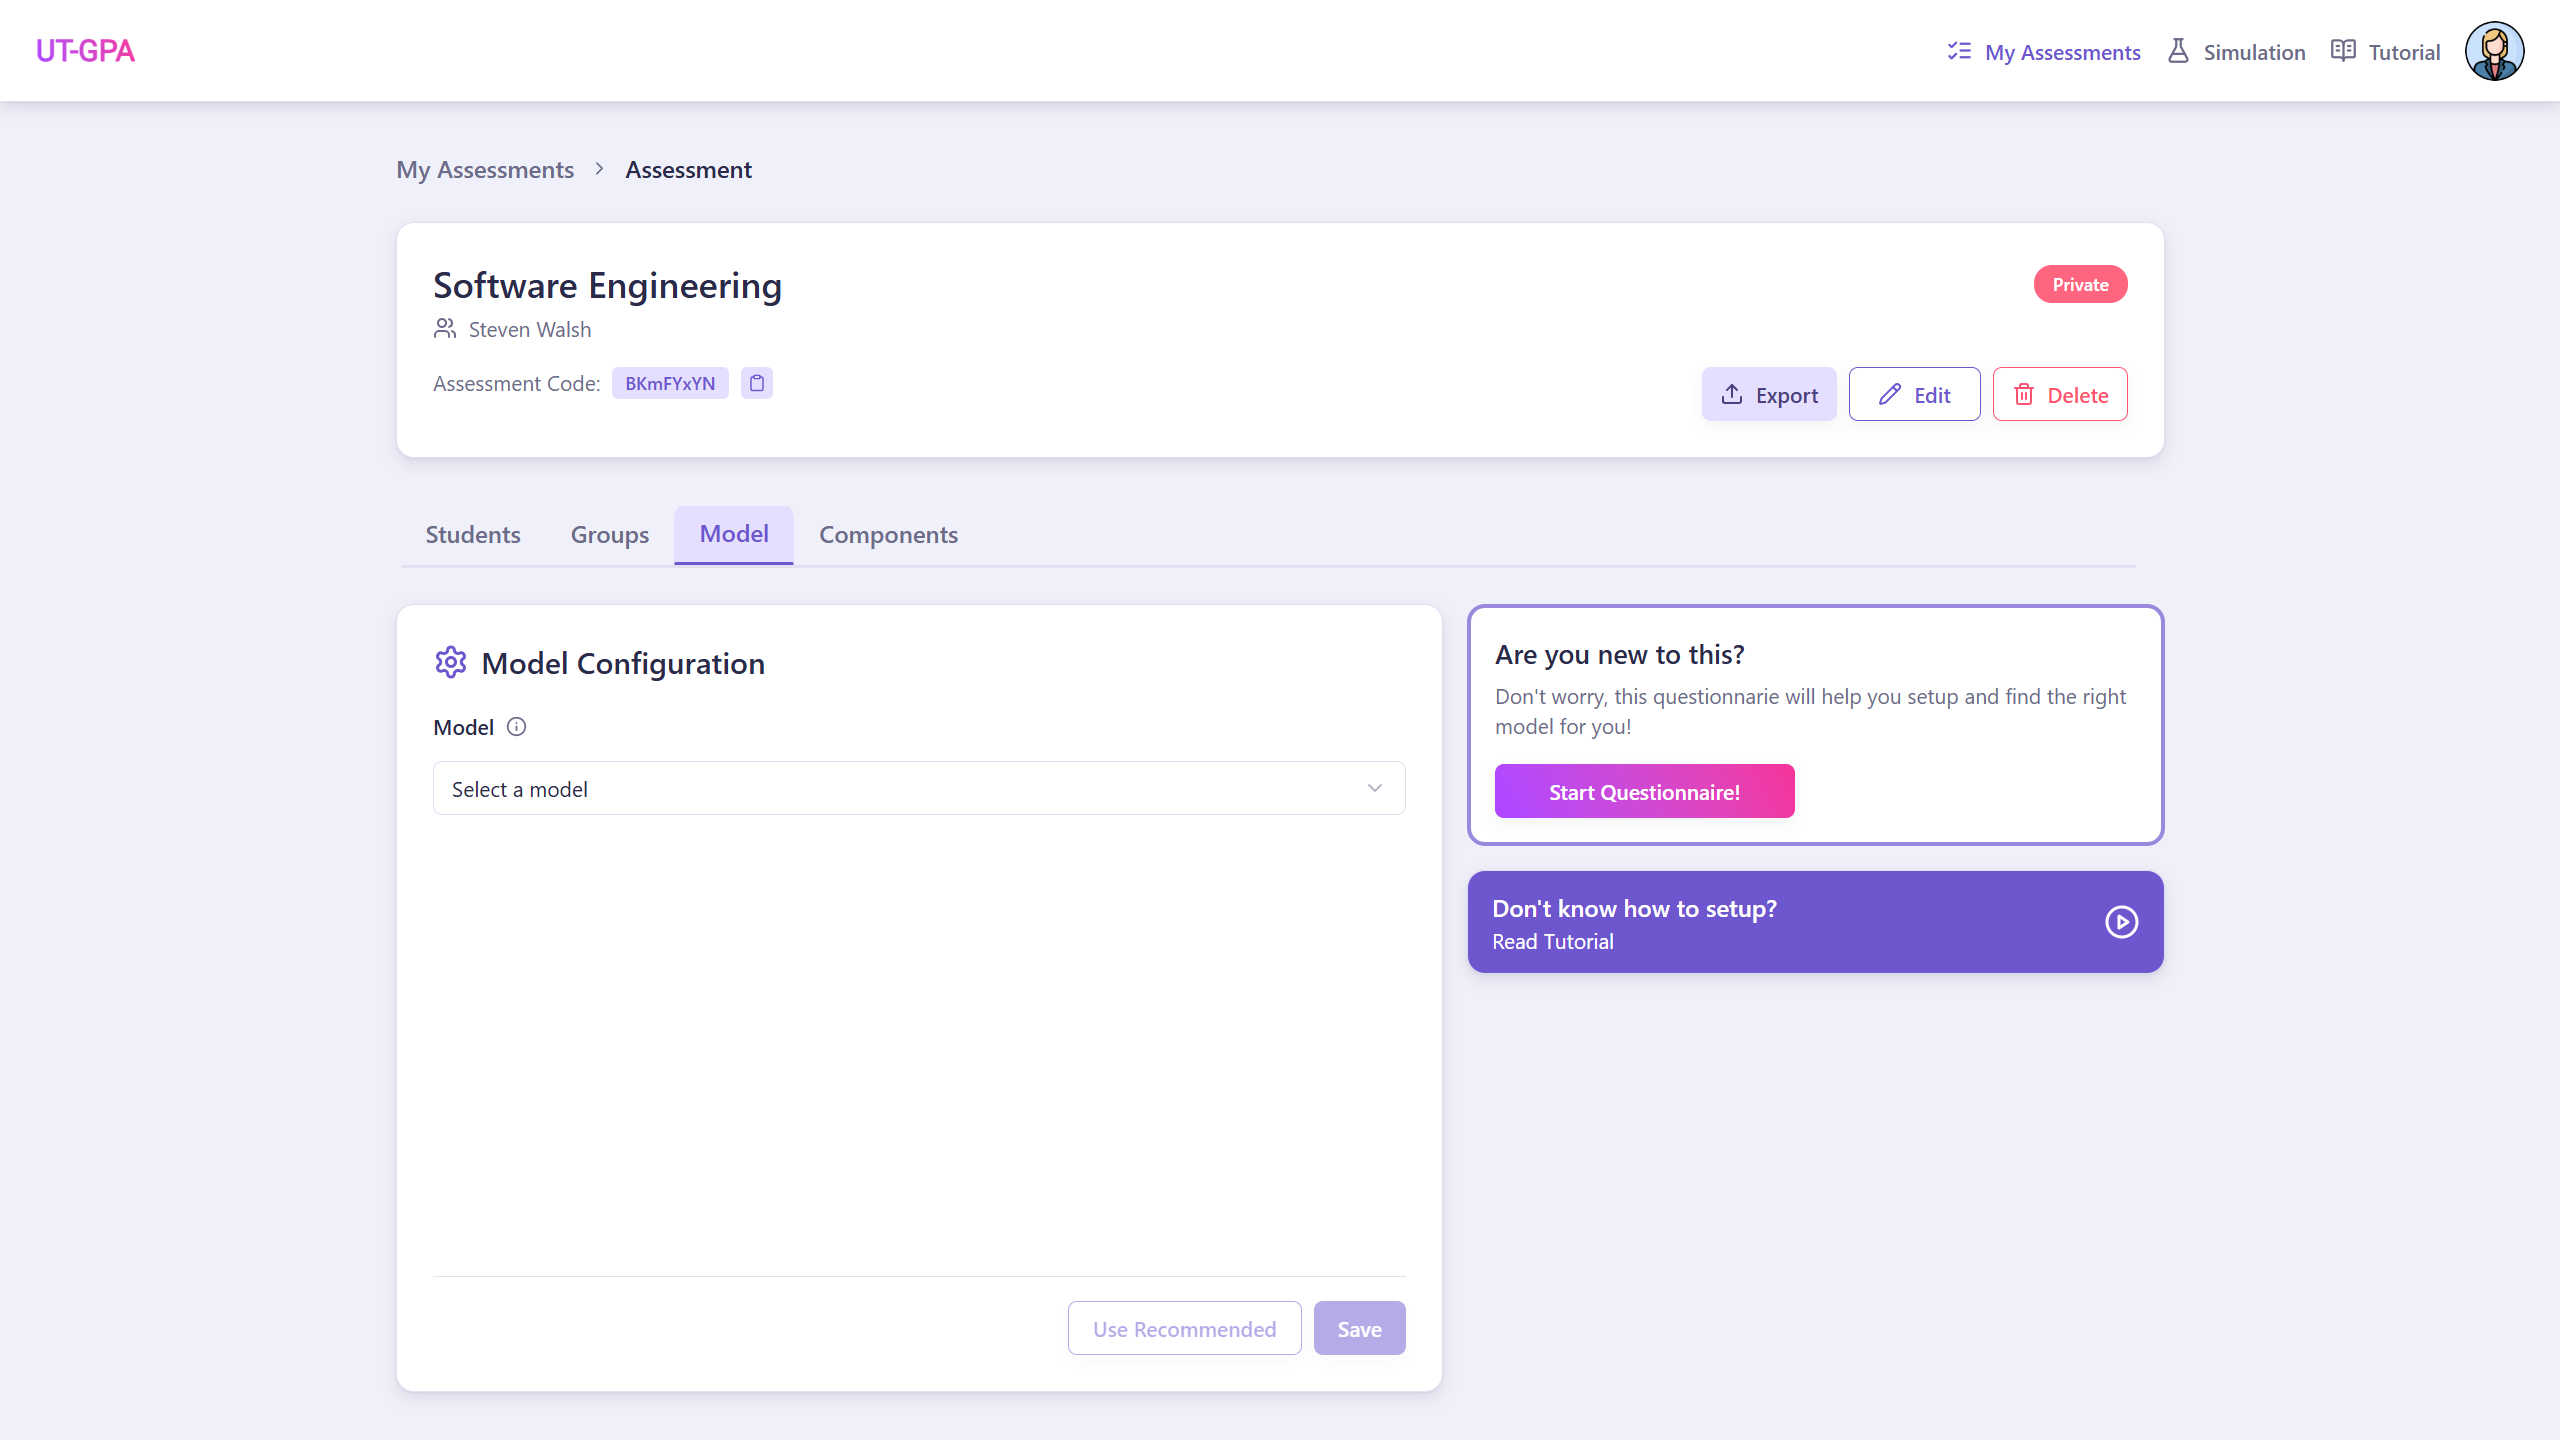 UT-GPA
My Assessments
Simulation
Tutorial
My Assessments > Assessment
Software Engineering
Private
Steven Walsh
Assessment Code: BKmFYxYN
Export
Edit
Delete
Students
Groups
Model
Components
Model Configuration
Model
Select a model
Use Recommended
Save
Are you new to this?
Don't worry, this questionnarie will help you setup and find the right
model for you!
Start Questionnaire!
Don't know how to setup?
Read Tutorial